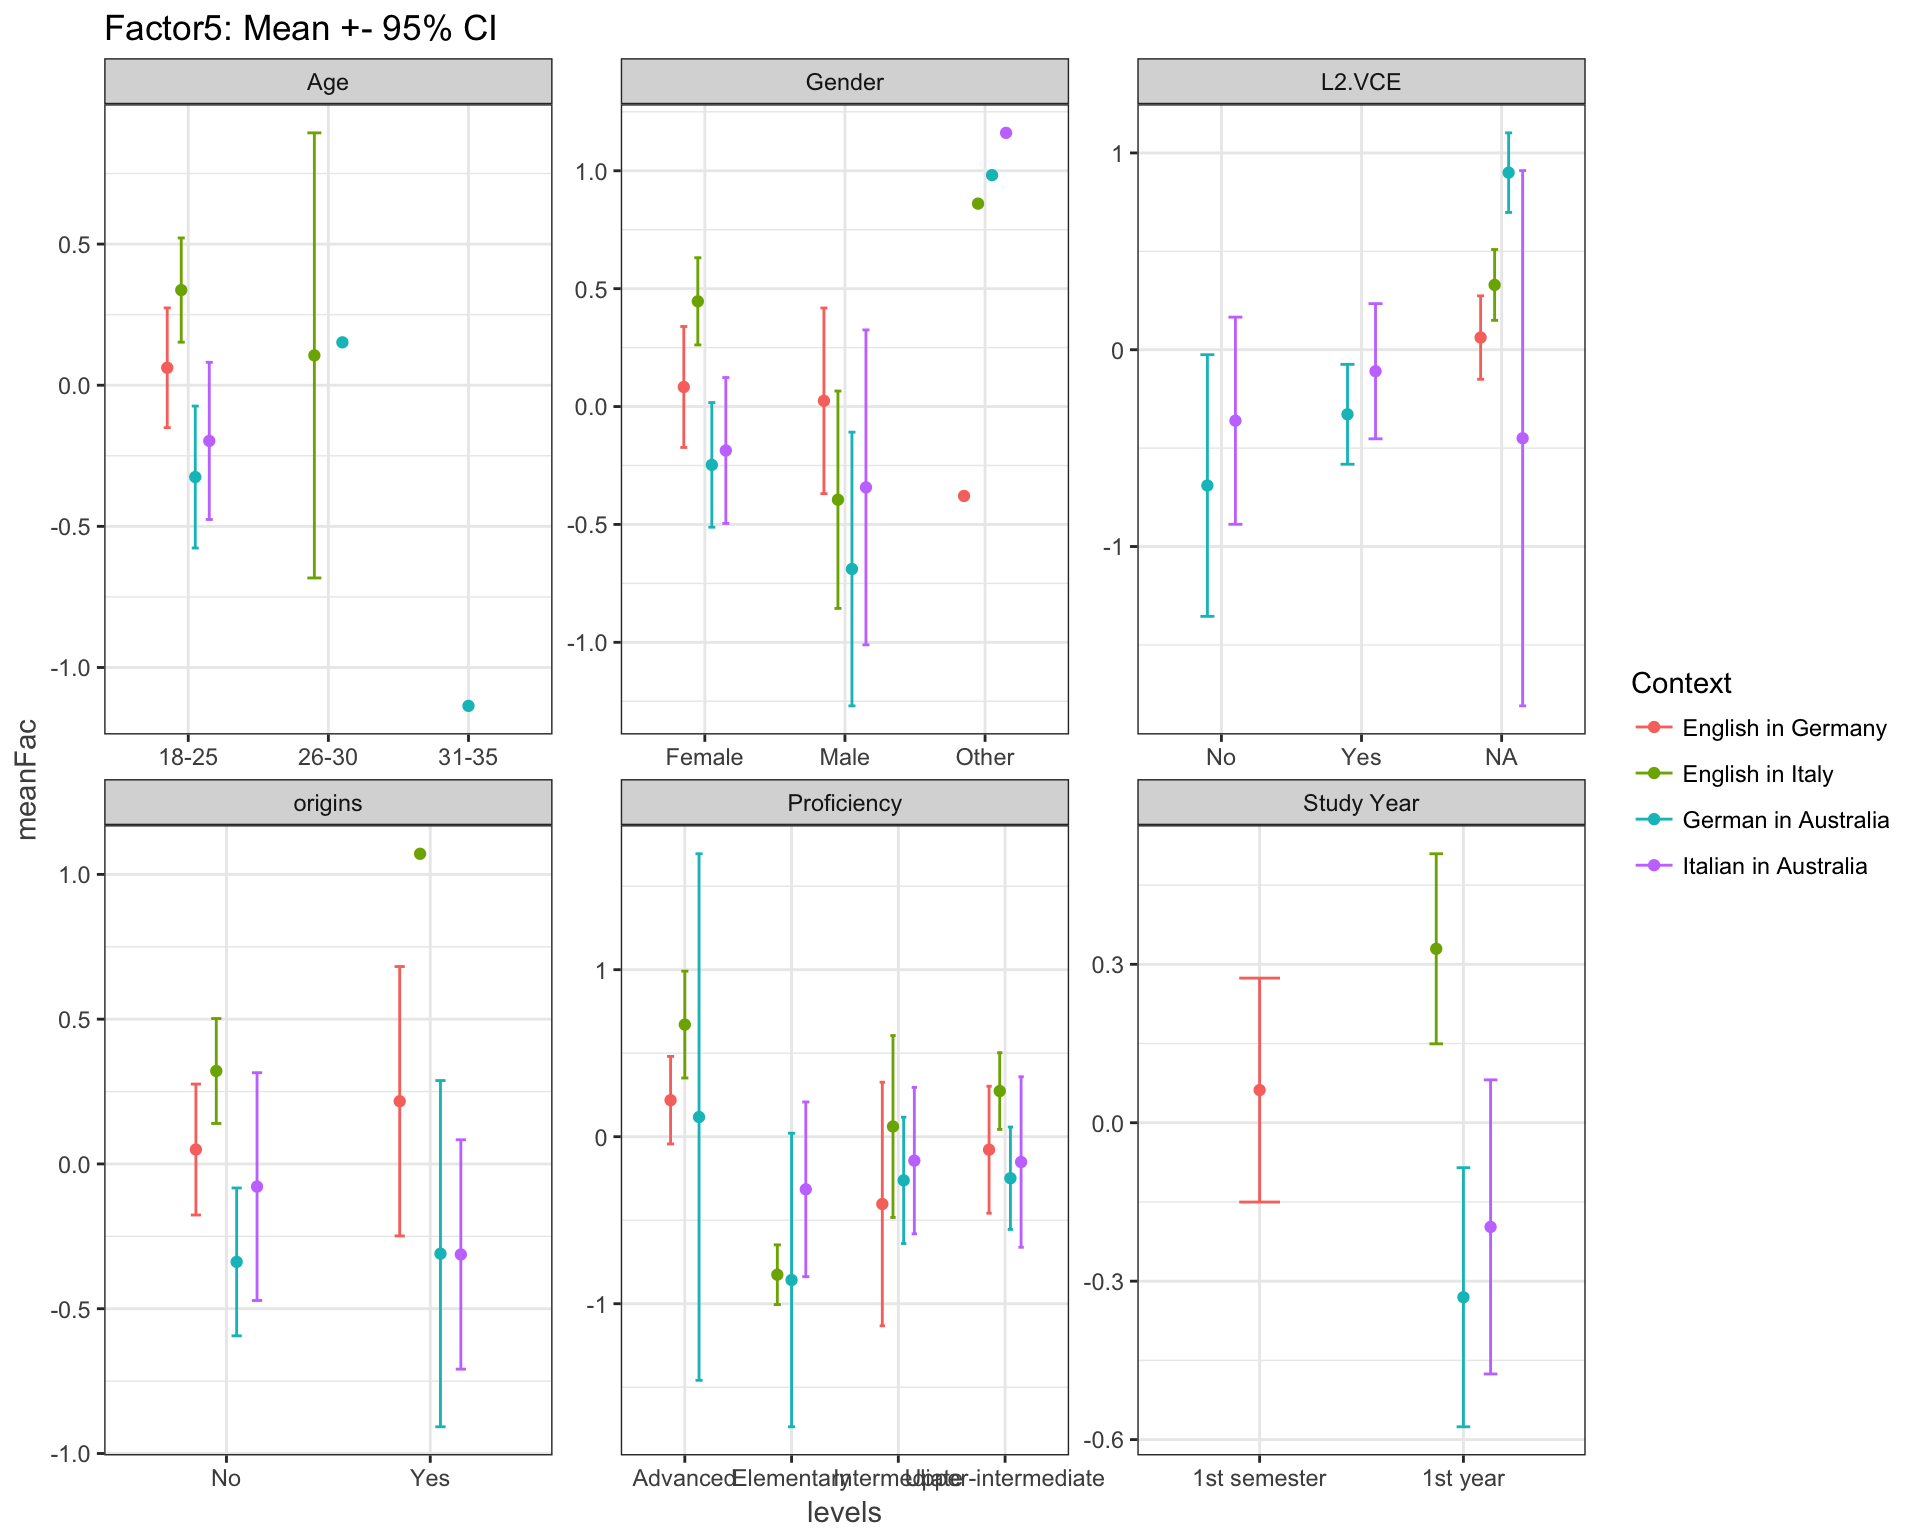 Factor5: Mean +- 95% CI
Age
Gender
L2.VCE
0.5
0.0
-0.5
-1.0
1.0
0.5
0.0
-0.5
-1.0
1
0
-1
18-25 26-30 31-35
Female Male Other
No Yes NA
meanFac
origins
Proficiency
Study Year
1.0
0.5
0.0
-0.5
-1.0
1
0
-1
0.3
0.0
-0.3
-0.6
No Yes
Advanced Elementary Intermediate Upper-intermediate
1st semester 1st year
levels
Context
English in Germany
English in Italy
German in Australia
Italian in Australia